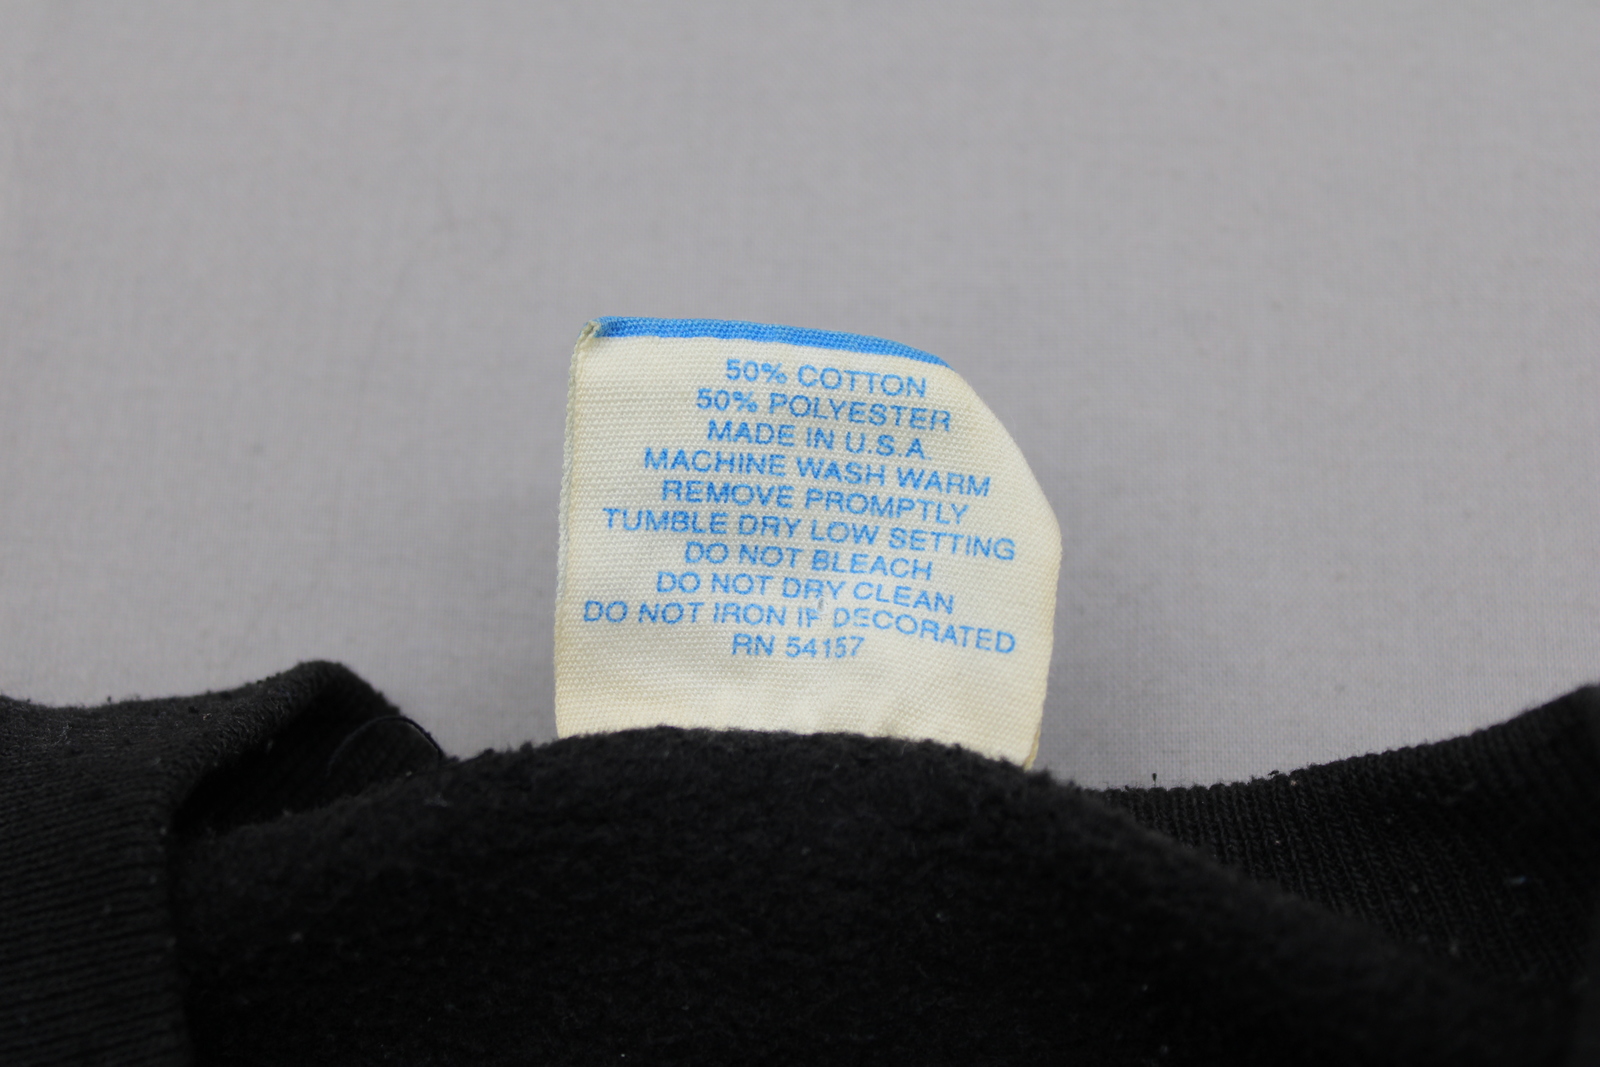 50% COTTON
50% POLYESTER
MADE IN U.S.A
MACHINE WASH WARM
REMOVE PROMPTLY
TUMBLE DRY LOW SETTING
DO NOT BLEACH
DO NOT DRY CLEAN
DO NOT IRON IF DECORATED
RN 54157